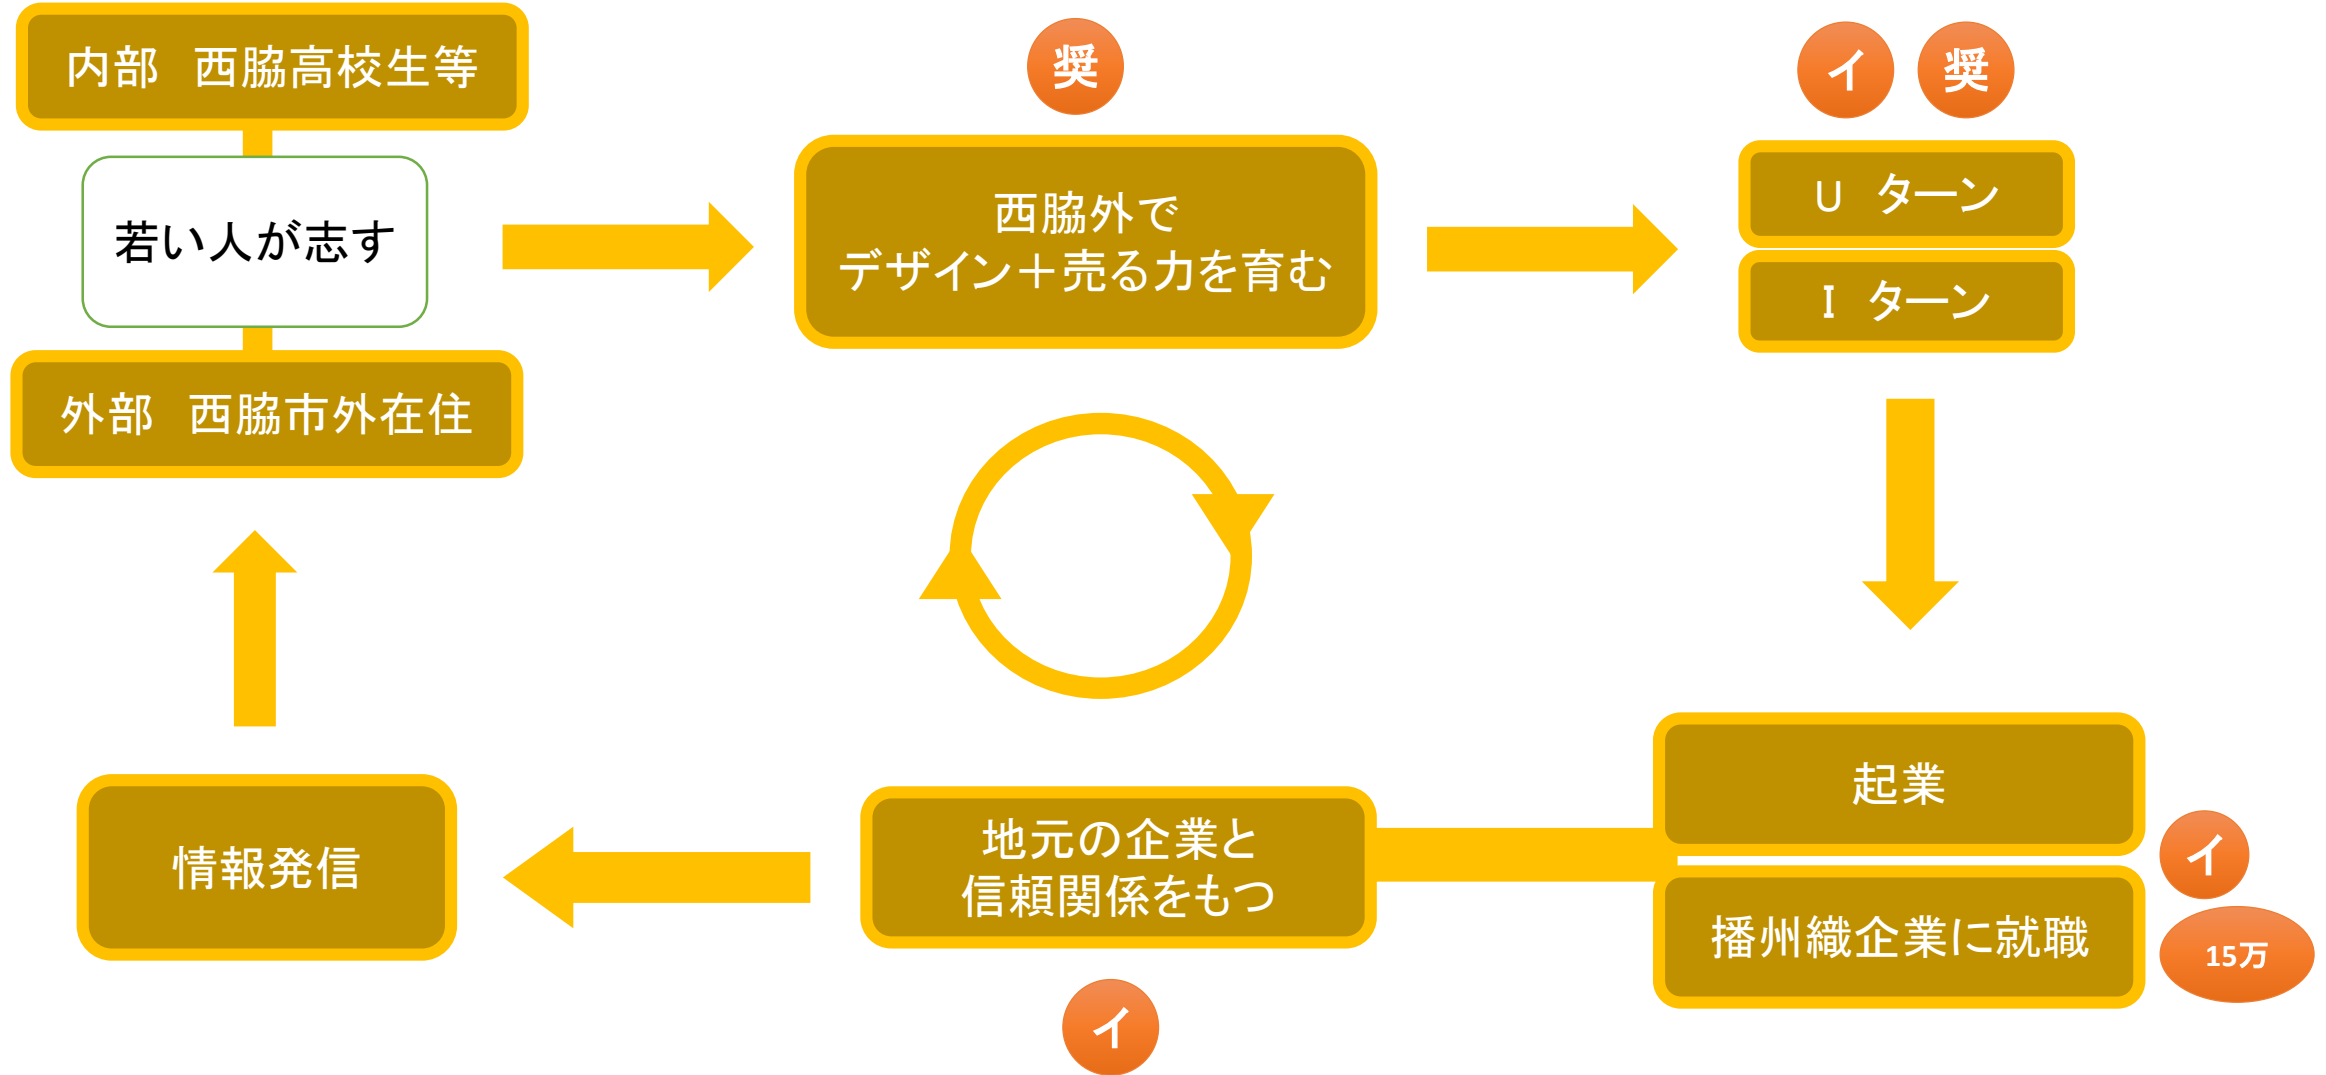 内部　西脇高校生等
若い人が志す
外部　西脇市外在住
奨
西脇外で
デザイン＋売る力を育む
イ
奨
U　ターン
I　ターン
起業
播州織企業に就職
イ
15万
地元の企業と
信頼関係をもつ
イ
情報発信